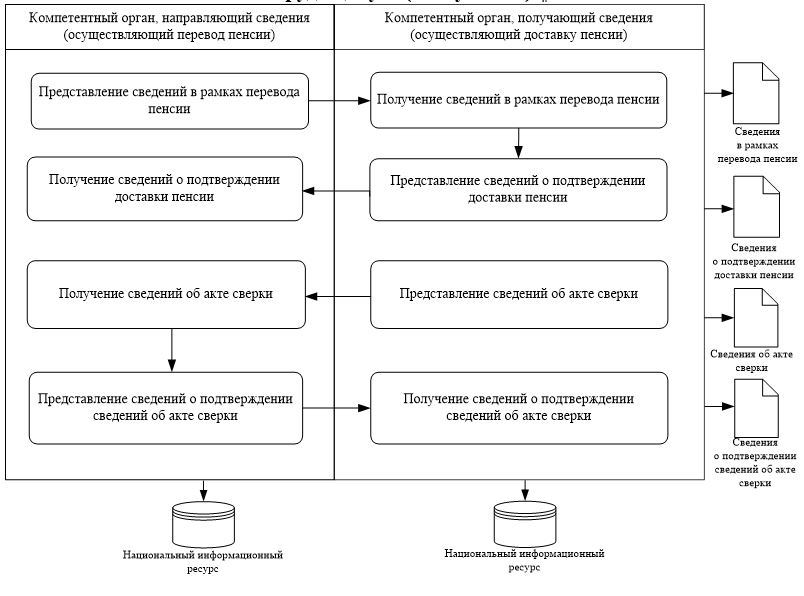 Компетентный орган, направляющий сведения
(осуществляющий перевод пенсии)
Компетентный орган, получающий сведения
(осуществляющий доставку пенсии)
Представление сведений в рамках перевода
пенсии
Получение сведений в рамках перевода пенсии
Сведения
в рамках
перевода пенсии
Получение сведений о подтверждении
доставки пенсии
Представление сведений о подтверждении
доставки пенсии
Сведения
о подтверждении
доставки пенсии
Получение сведений об акте сверки
Представление сведений об акте сверки
Сведения об акте
сверки
Представление сведений о подтверждении
сведений об акте сверки
Получение сведений о подтверждении
сведений об акте сверки
Сведения
о подтверждении
сведений об акте
сверки
Национальный информационный
ресурс
Национальный информационный
ресурс